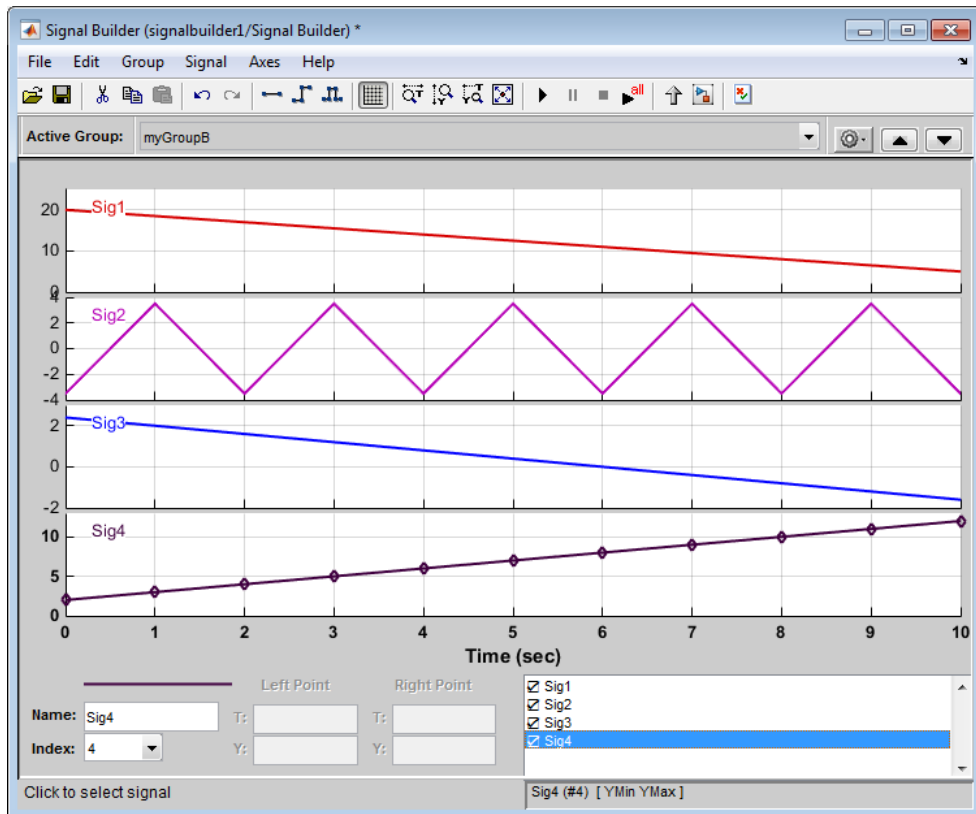 Signal Builder (signalbuilder1/Signal Builder) *
File Edit Group Signal Axes Help
all
Active Group: myGroupB
Sig1
20
10
0
Sig2
4
2
0
-2
-4
Sig3
2
0
-2
Sig4
10
5
0
0 1 2 3 4 5 6 7 8 9 10
Time (sec)
Left Point Right Point
Name: Sig4 T: T:
Index: 4 Y: Y:
Sig1
Sig2
Sig3
Sig4
Click to select signal Sig4 (#4) [ YMin YMax ]